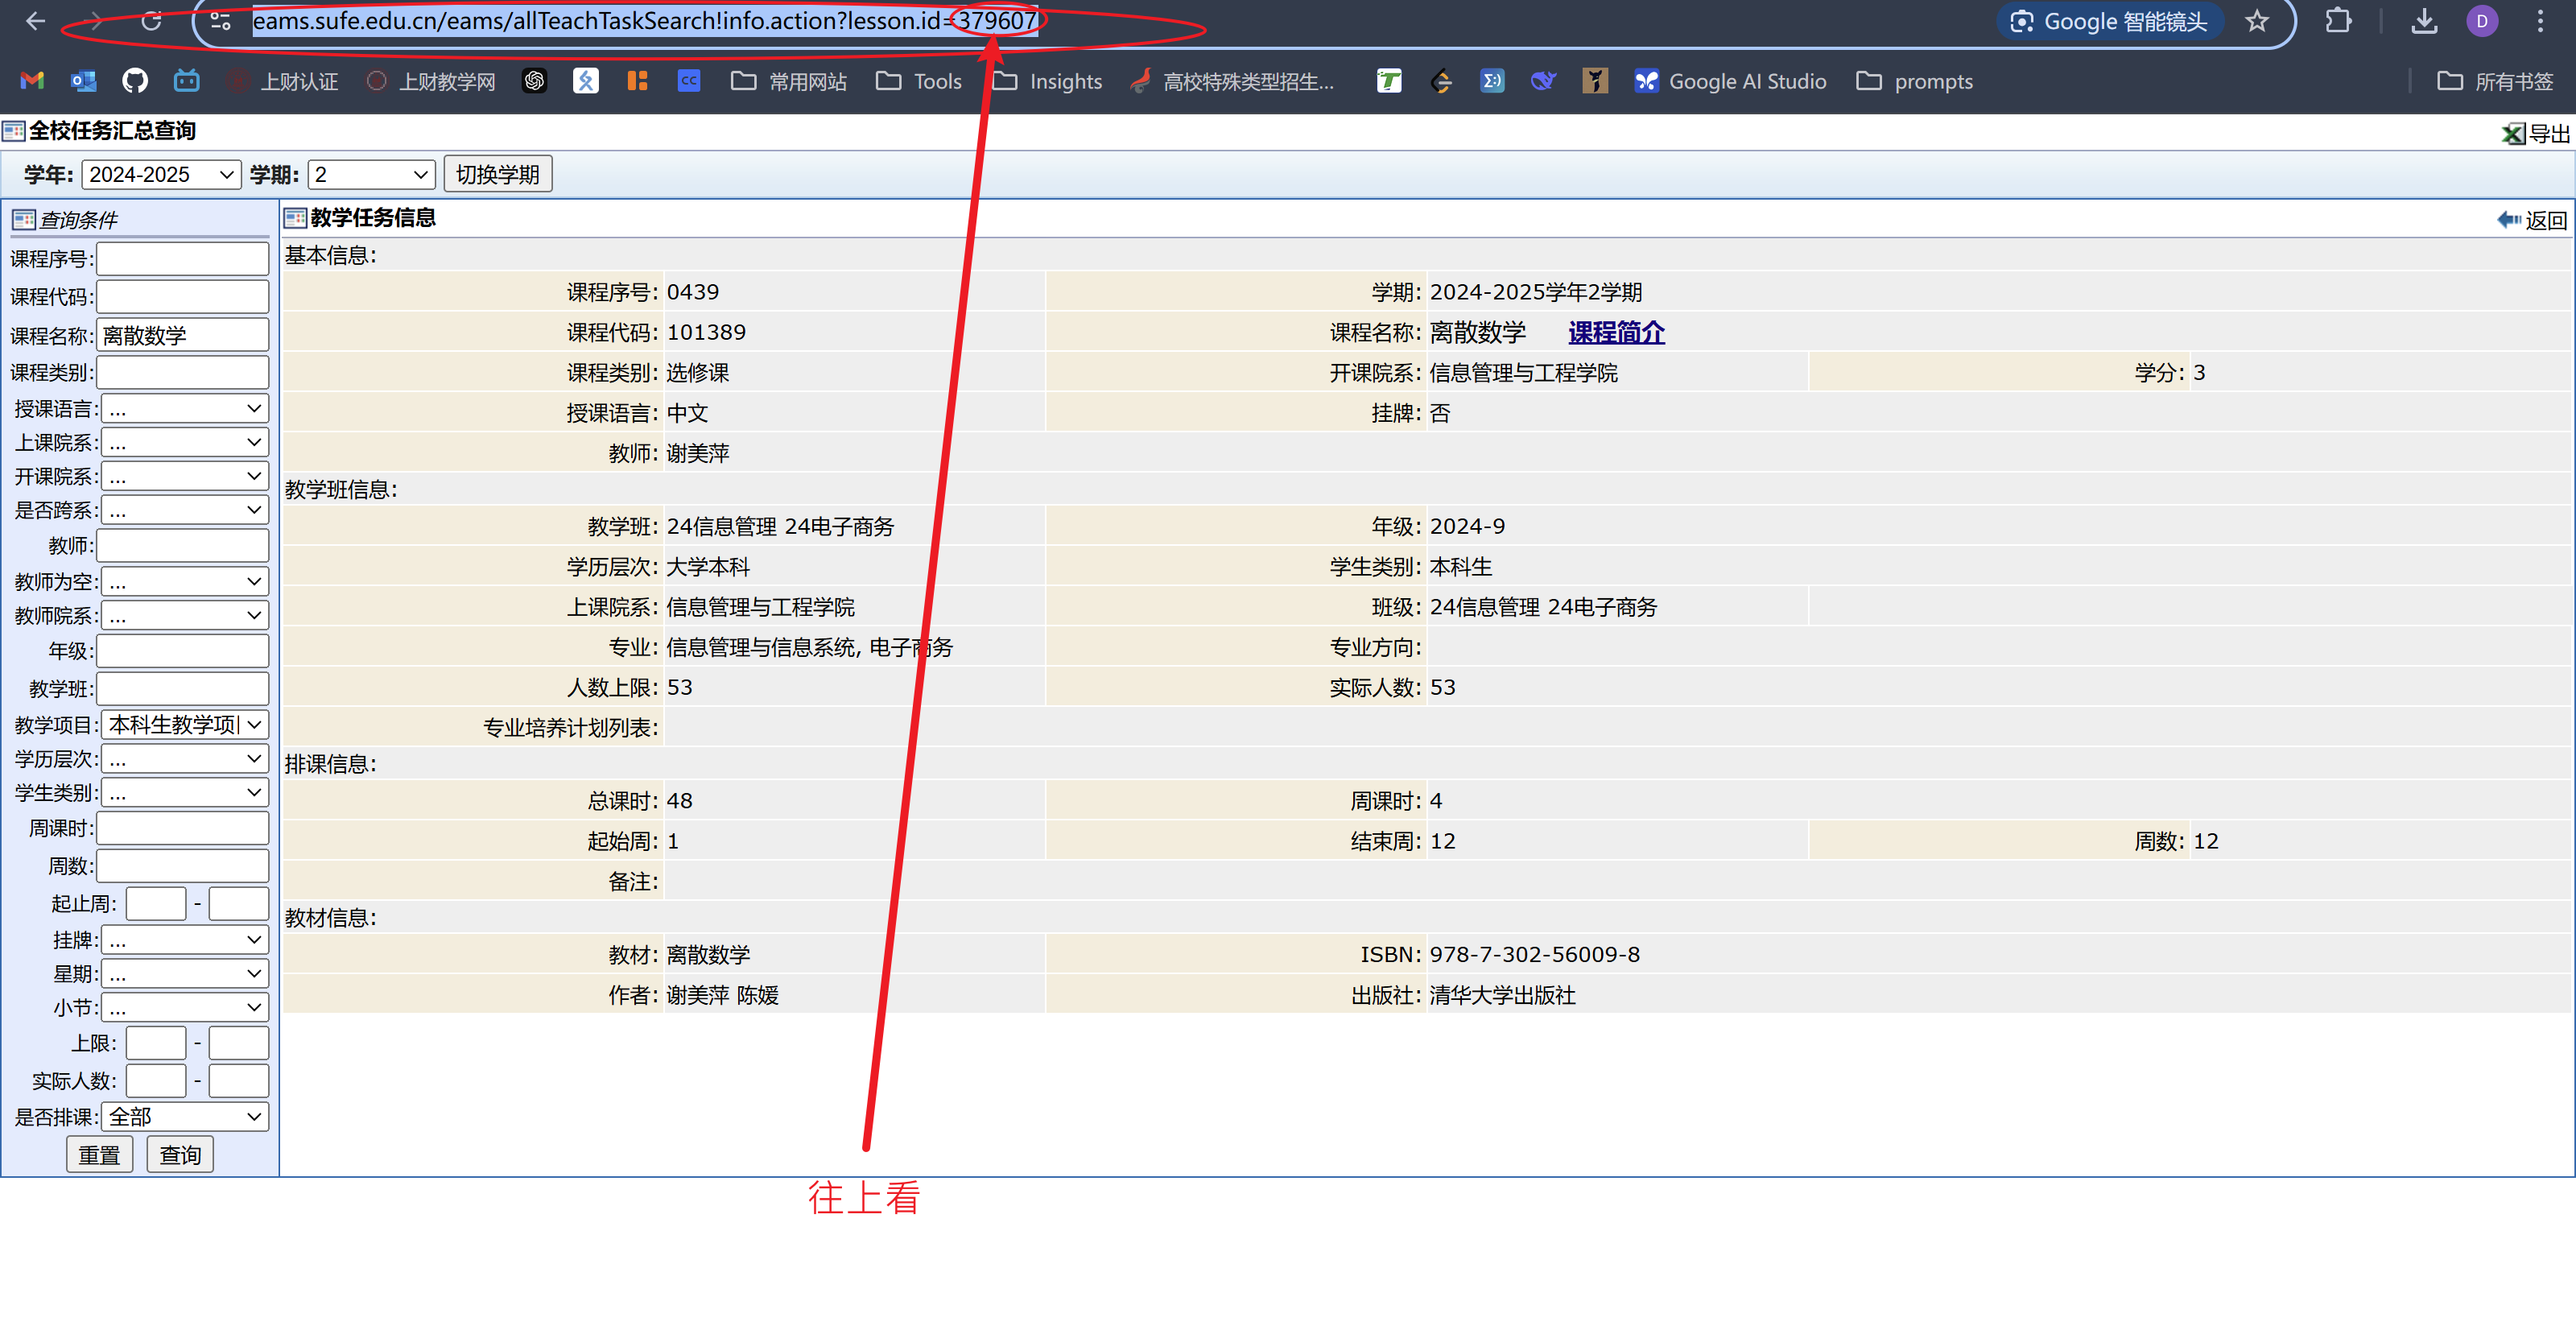 eams.sufe.edu.cn/eams/allTeachTaskSearch!info.action?lesson.id=379607
Google 智能镜头
D
上财认证
上财教学网
CC
常用网站
Tools
Insights
高校特殊类型招生...
Google AI Studio
prompts
所有书签
全校任务汇总查询
导出
学年: 2024-2025 学期: 2 切换学期
查询条件
课程序号:
课程代码:
课程名称: 离散数学
课程类别:
授课语言: ...
上课院系: ...
开课院系: ...
是否跨系: ...
教师:
教师为空: ...
教师院系: ...
年级:
教学班:
教学项目: 本科生教学项
学历层次: ...
学生类别: ...
周课时:
周数:
起止周: -
挂牌: ...
星期: ...
小节: ...
上限: -
实际人数: -
是否排课: 全部
重置 查询
教学任务信息
返回
基本信息:
课程序号: 0439 学期: 2024-2025学年2学期
课程代码: 101389 课程名称: 离散数学 课程简介
课程类别: 选修课 开课院系: 信息管理与工程学院 学分: 3
授课语言: 中文 挂牌: 否
教师: 谢美萍
教学班信息:
教学班: 24信息管理 24电子商务 年级: 2024-9
学历层次: 大学本科 学生类别: 本科生
上课院系: 信息管理与工程学院 班级: 24信息管理 24电子商务
专业: 信息管理与信息系统, 电子商务 专业方向:
人数上限: 53 实际人数: 53
专业培养计划列表:
排课信息:
总课时: 48 周课时: 4
起始周: 1 结束周: 12 周数: 12
备注:
教材信息:
教材: 离散数学 ISBN: 978-7-302-56009-8
作者: 谢美萍 陈媛 出版社: 清华大学出版社
往上看